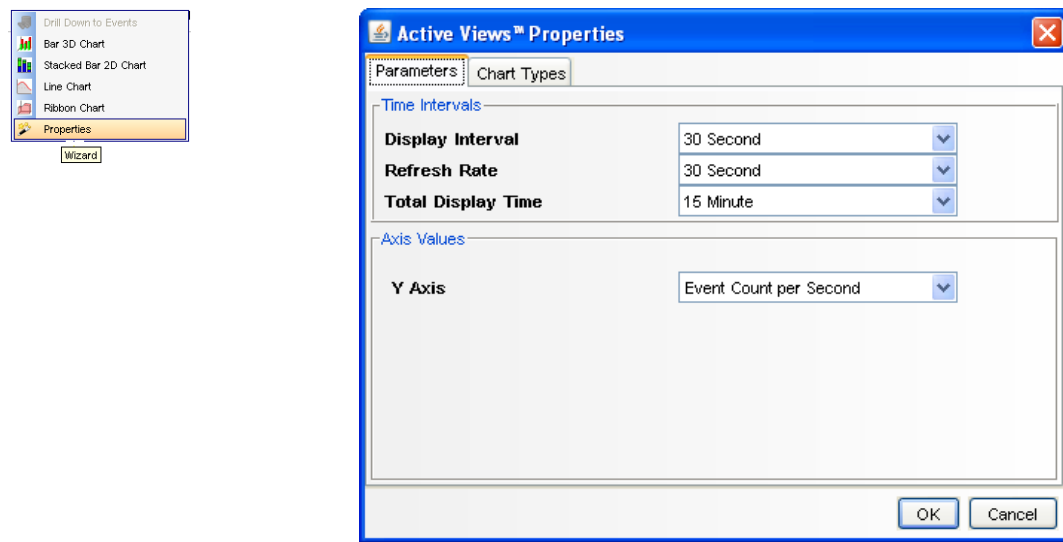 Drill Down to Events
Bar 3D Chart
Stacked Bar 2D Chart
Line Chart
Ribbon Chart
Properties
Wizard
Active Views™ Properties
Parameters Chart Types
Time Intervals
Display Interval 30 Second
Refresh Rate 30 Second
Total Display Time 15 Minute
Axis Values
Y Axis Event Count per Second
OK Cancel